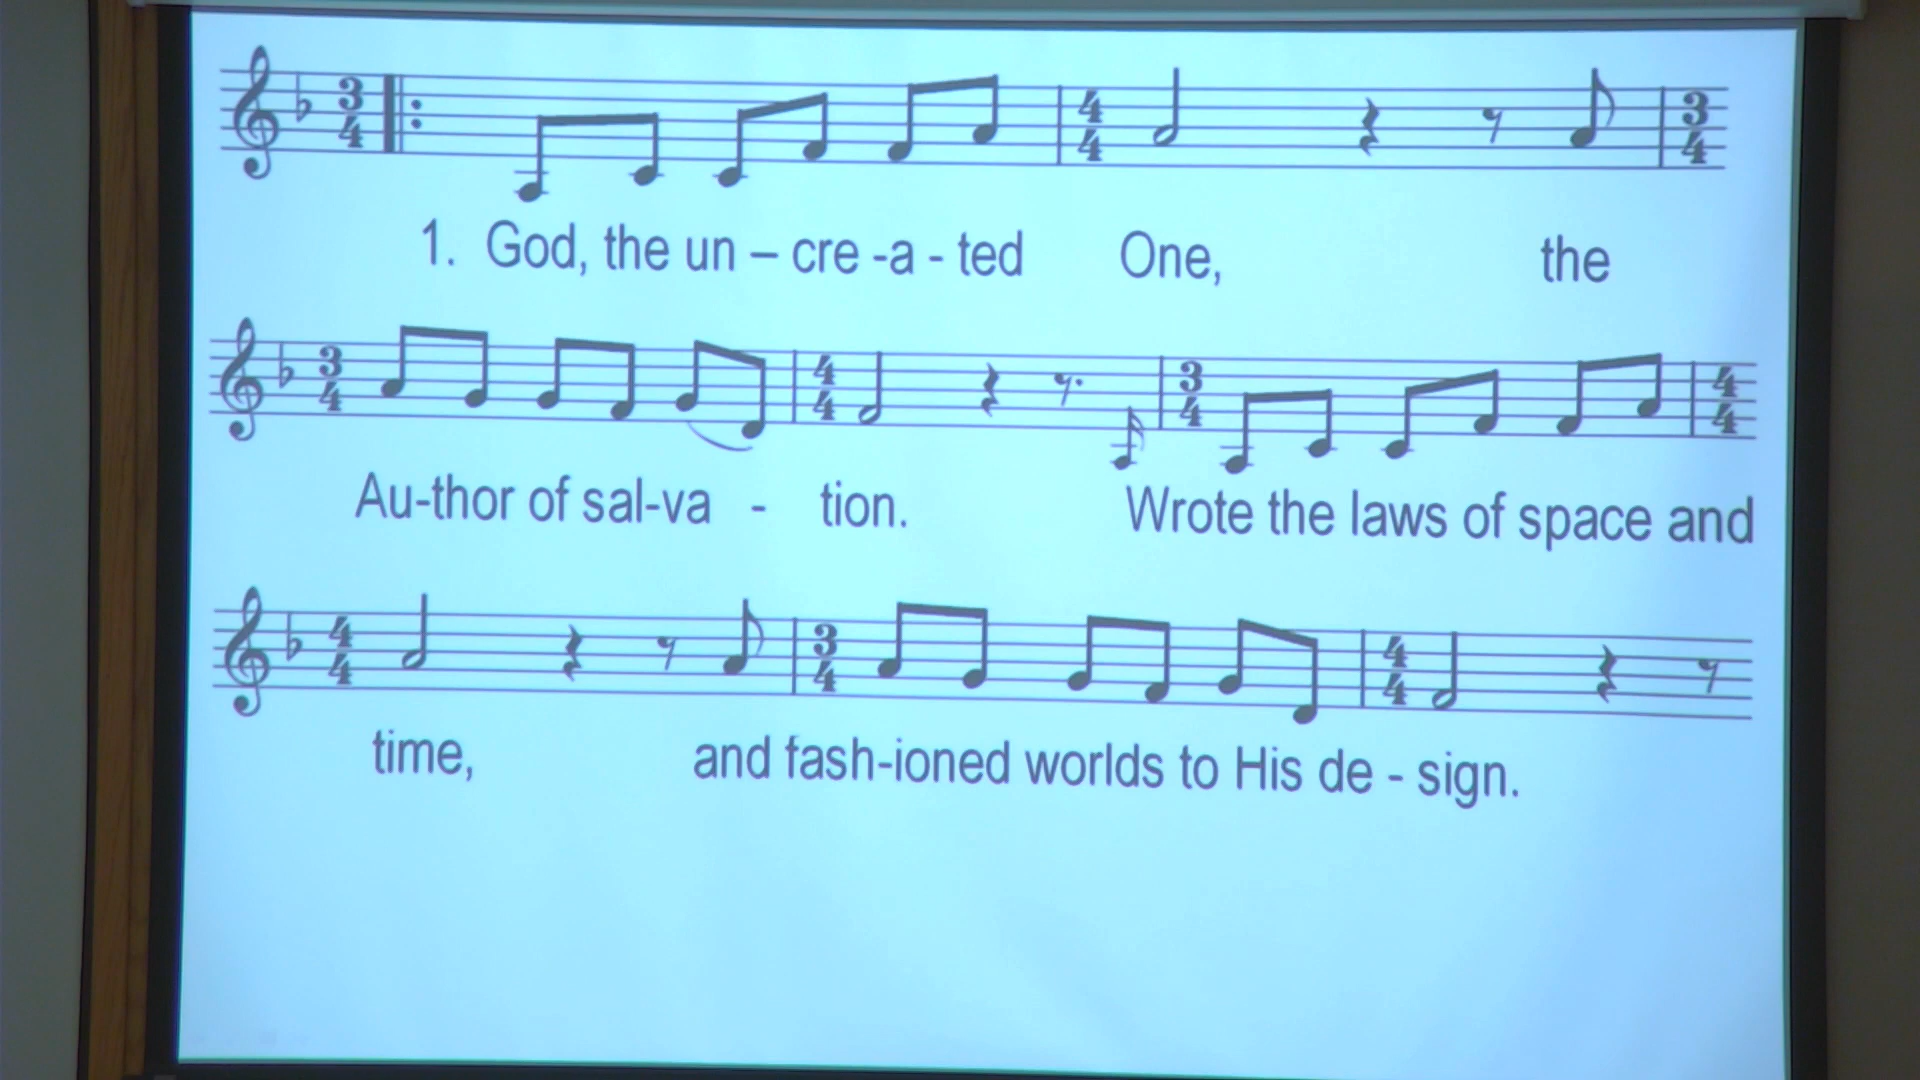 1. God, the un – cre -a - ted One, the
Au-thor of sal-va - tion. Wrote the laws of space and
time, and fash-ioned worlds to His de - sign.